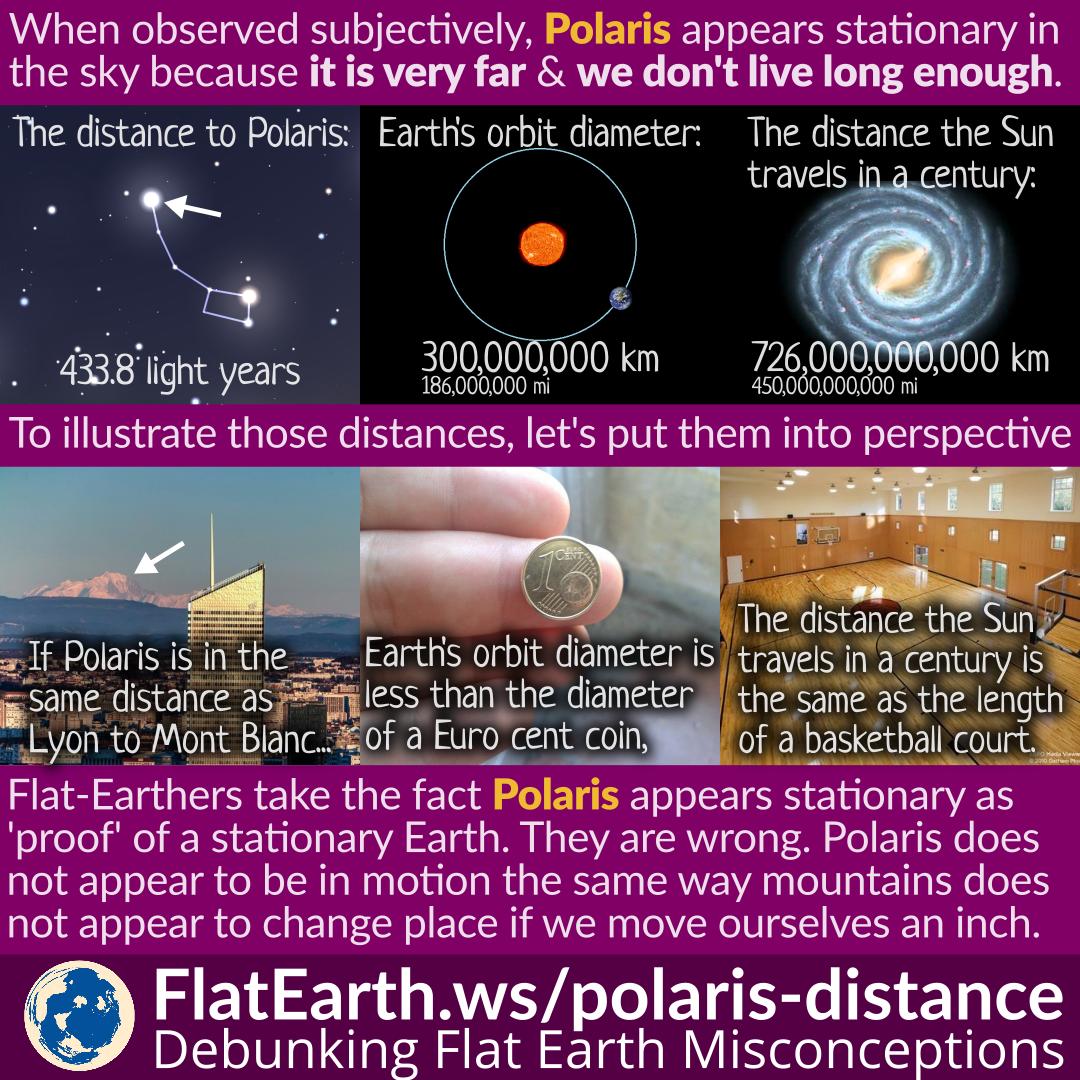 When observed subjectively, Polaris appears stationary in
the sky because it is very far & we don't live long enough.
The distance to Polaris:
433.8 light years
Earth's orbit diameter:
300,000,000 km
186,000,000 mi
The distance the Sun
travels in a century:
726,000,000,000 km
450,000,000,000 mi
To illustrate those distances, let's put them into perspective
If Polaris is in the
same distance as
Lyon to Mont Blanc...
1 EURO
CENT
Earth's orbit diameter is
less than the diameter
of a Euro cent coin,
The distance the Sun
travels in a century is
the same as the length
of a basketball court.
Flat-Earthers take the fact Polaris appears stationary as
'proof' of a stationary Earth. They are wrong. Polaris does
not appear to be in motion the same way mountains does
not appear to change place if we move ourselves an inch.
FlatEarth.ws/polaris-distance
Debunking Flat Earth Misconceptions